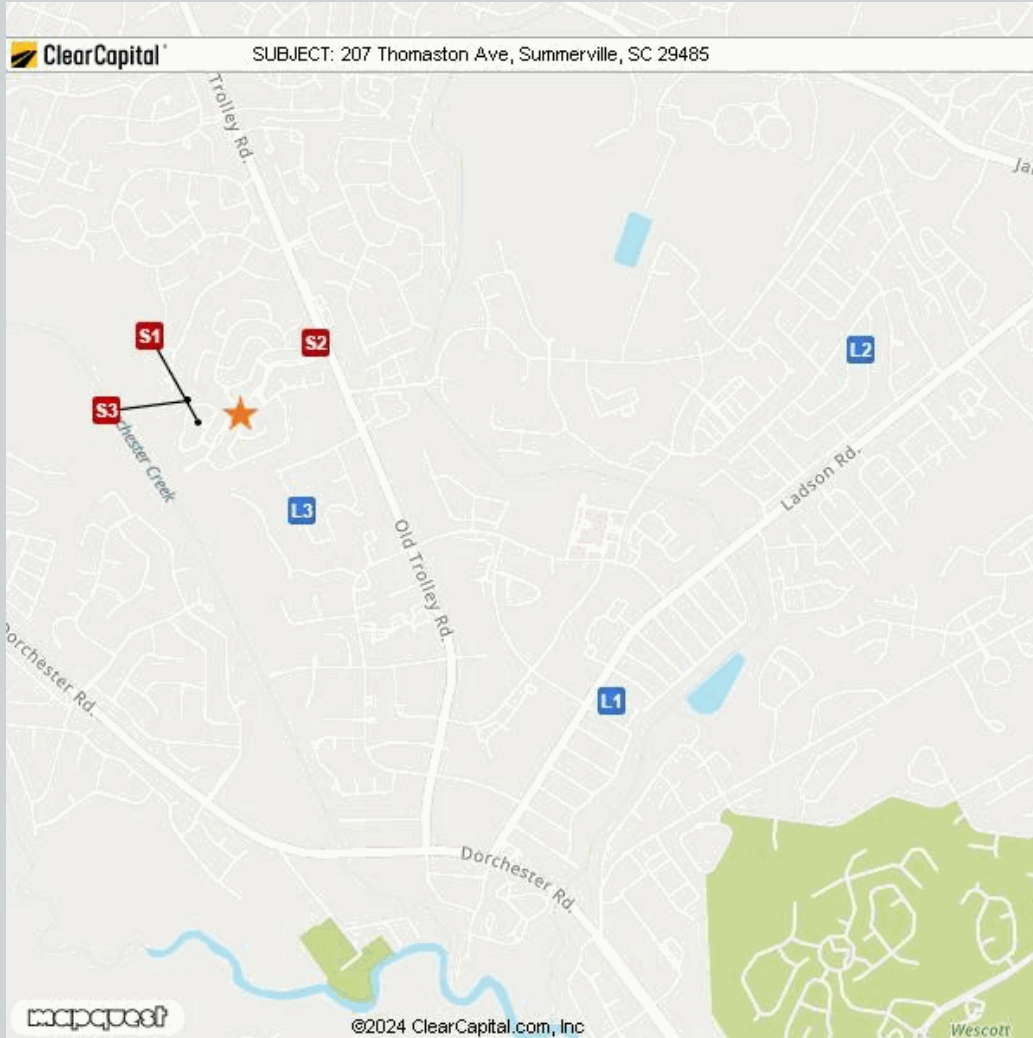 ClearCapital
SUBJECT: 207 Thomaston Ave, Summerville, SC 29485
Trolley Rd.
S1
S2
L2
S3
chester Creek
Ladson Rd.
L3
Old Trolley Rd.
Dorchester Rd.
L1
Dorchester Rd.
mapquest
©2024 ClearCapital.com, Inc
Wescott